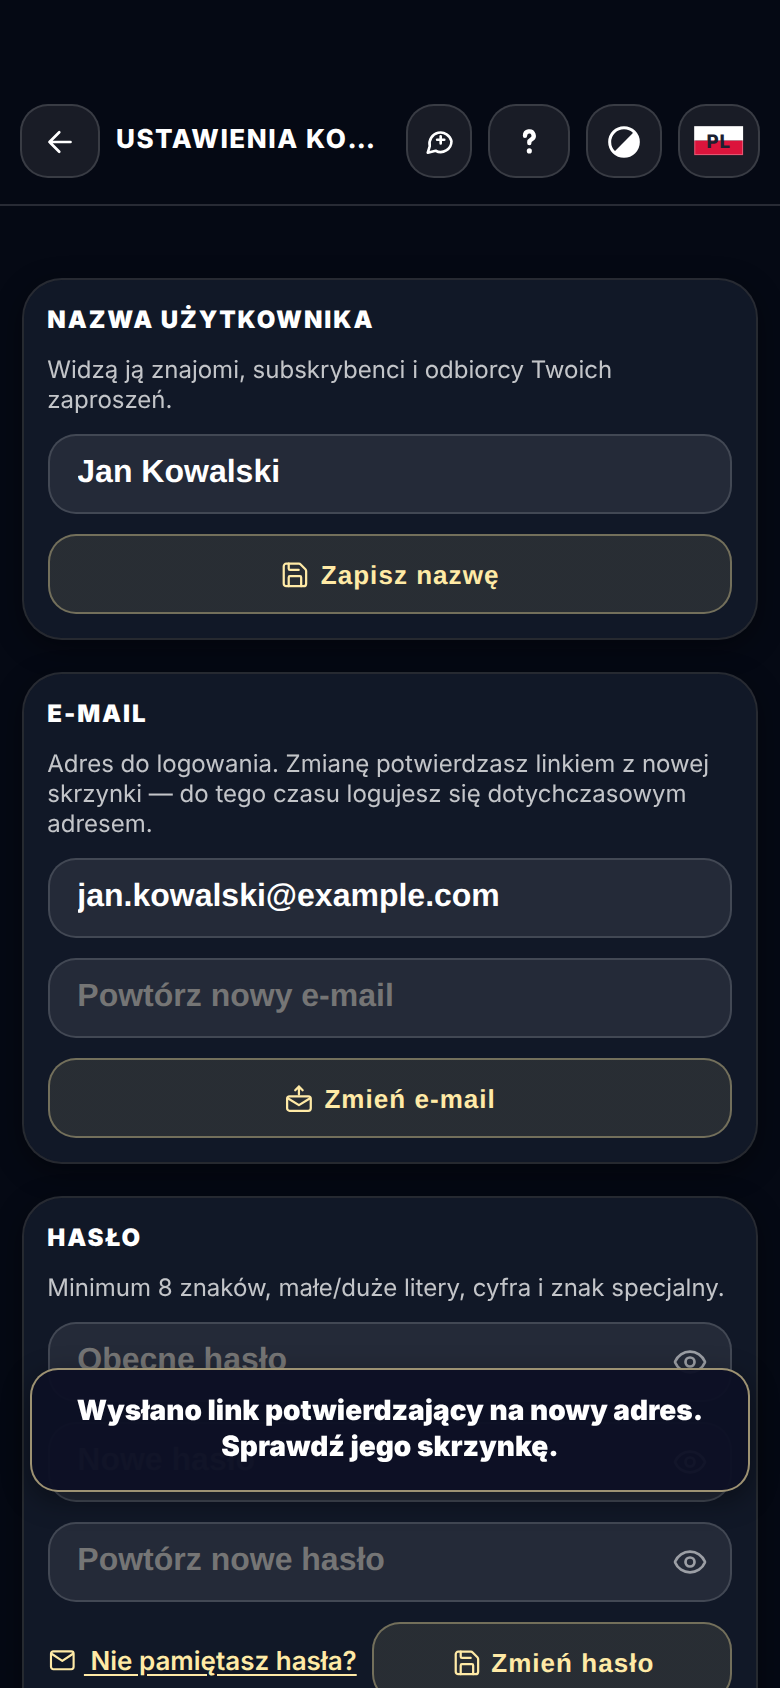 USTAWIENIA KO...
?
PL
NAZWA UŻYTKOWNIKA
Widzą ją znajomi, subskrybenci i odbiorcy Twoich
zaproszeń.
Jan Kowalski
Zapisz nazwę
E-MAIL
Adres do logowania. Zmianę potwierdzasz linkiem z nowej
skrzynki — do tego czasu logujesz się dotychczasowym
adresem.
jan.kowalski@example.com
Powtórz nowy e-mail
Zmień e-mail
HASŁO
Minimum 8 znaków, małe/duże litery, cyfra i znak specjalny.
Obecne hasło
Wysłano link potwierdzający na nowy adres.
Sprawdź jego skrzynkę.
Nowe hasło
Powtórz nowe hasło
Nie pamiętasz hasła?
Zmień hasło